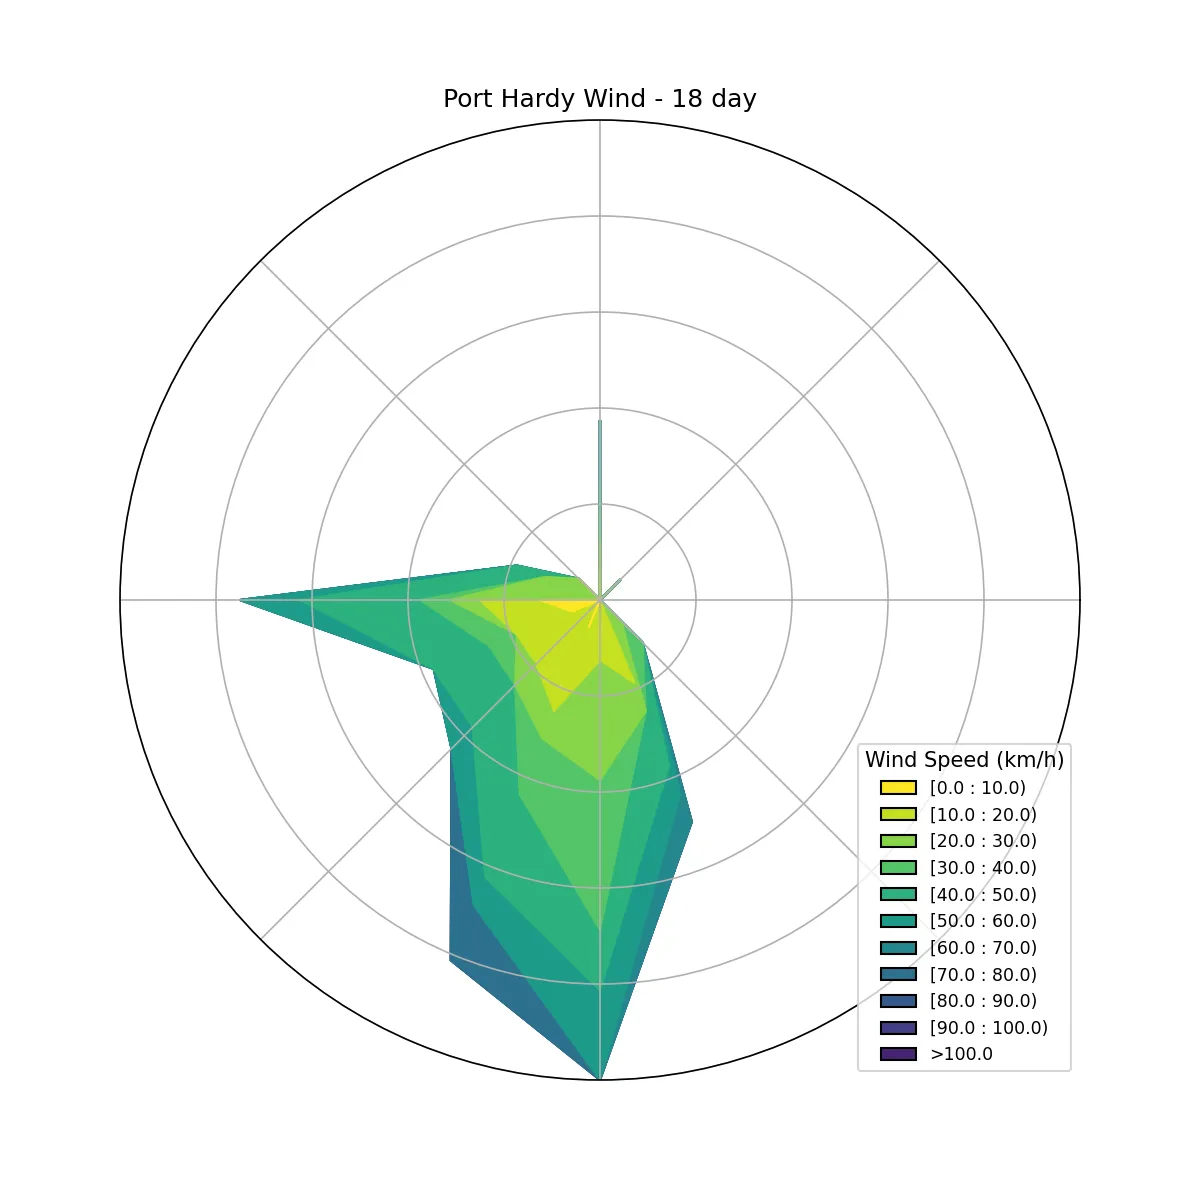 Port Hardy Wind - 18 day
Wind Speed (km/h)
[0.0 : 10.0)
[10.0 : 20.0)
[20.0 : 30.0)
[30.0 : 40.0)
[40.0 : 50.0)
[50.0 : 60.0)
[60.0 : 70.0)
[70.0 : 80.0)
[80.0 : 90.0)
[90.0 : 100.0)
>100.0